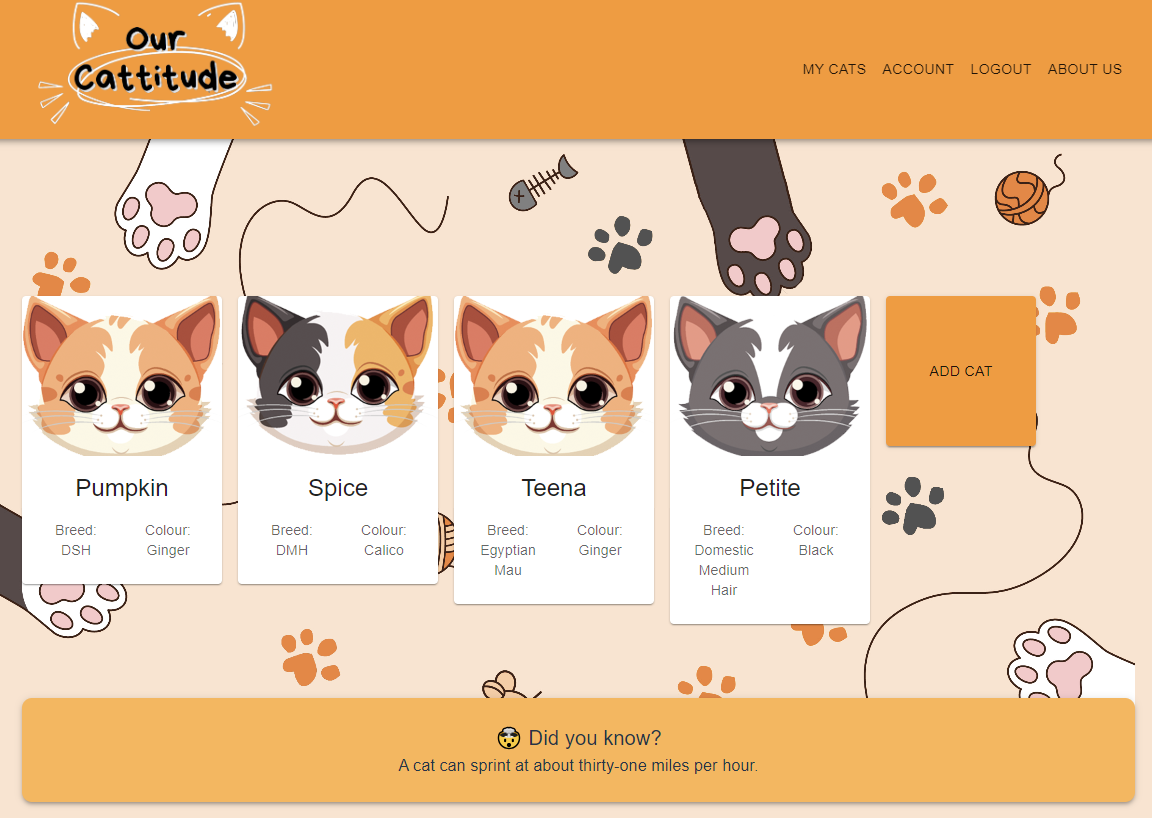 Our
Cattitude
MY CATS ACCOUNT LOGOUT ABOUT US
Pumpkin
Breed: Colour:
DSH Ginger
Spice
Breed: Colour:
DMH Calico
Teena
Breed: Colour:
Egyptian Ginger
Mau
Petite
Breed: Colour:
Domestic Black
Medium
Hair
ADD CAT
Did you know?
A cat can sprint at about thirty-one miles per hour.